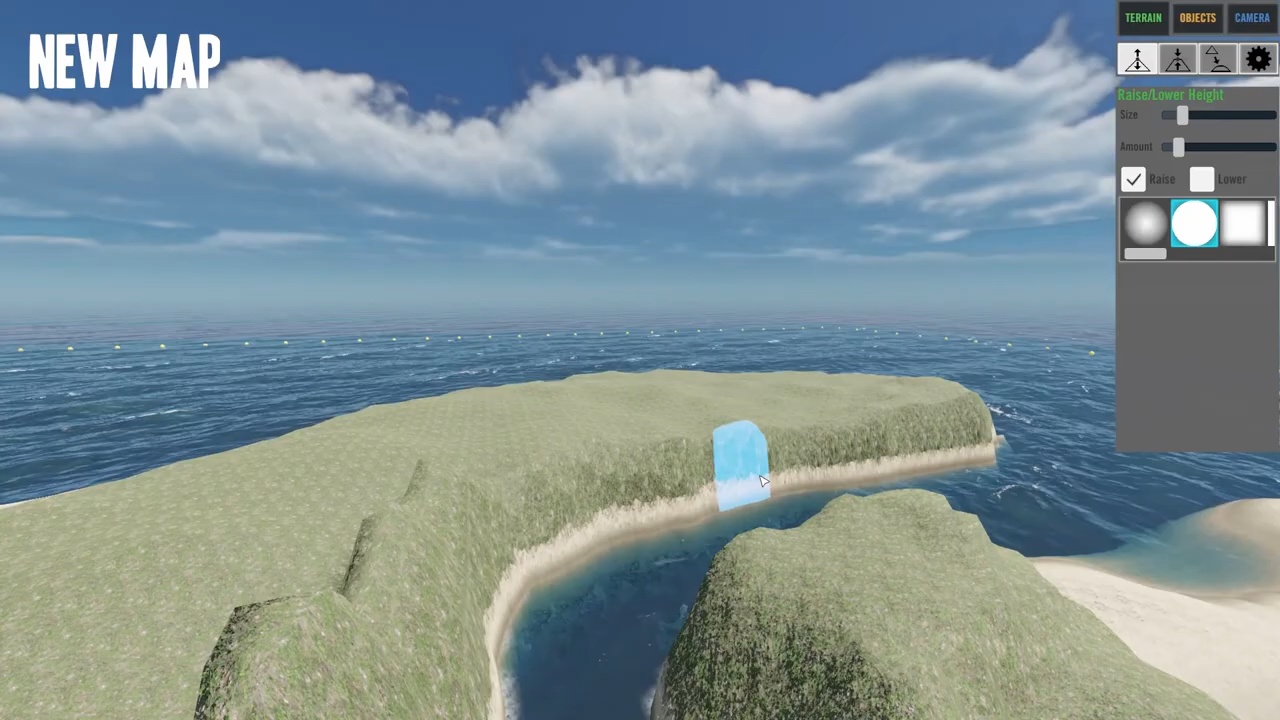 NEW MAP
TERRAIN OBJECTS CAMERA
Raise/Lower Height
Size
Amount
Raise Lower